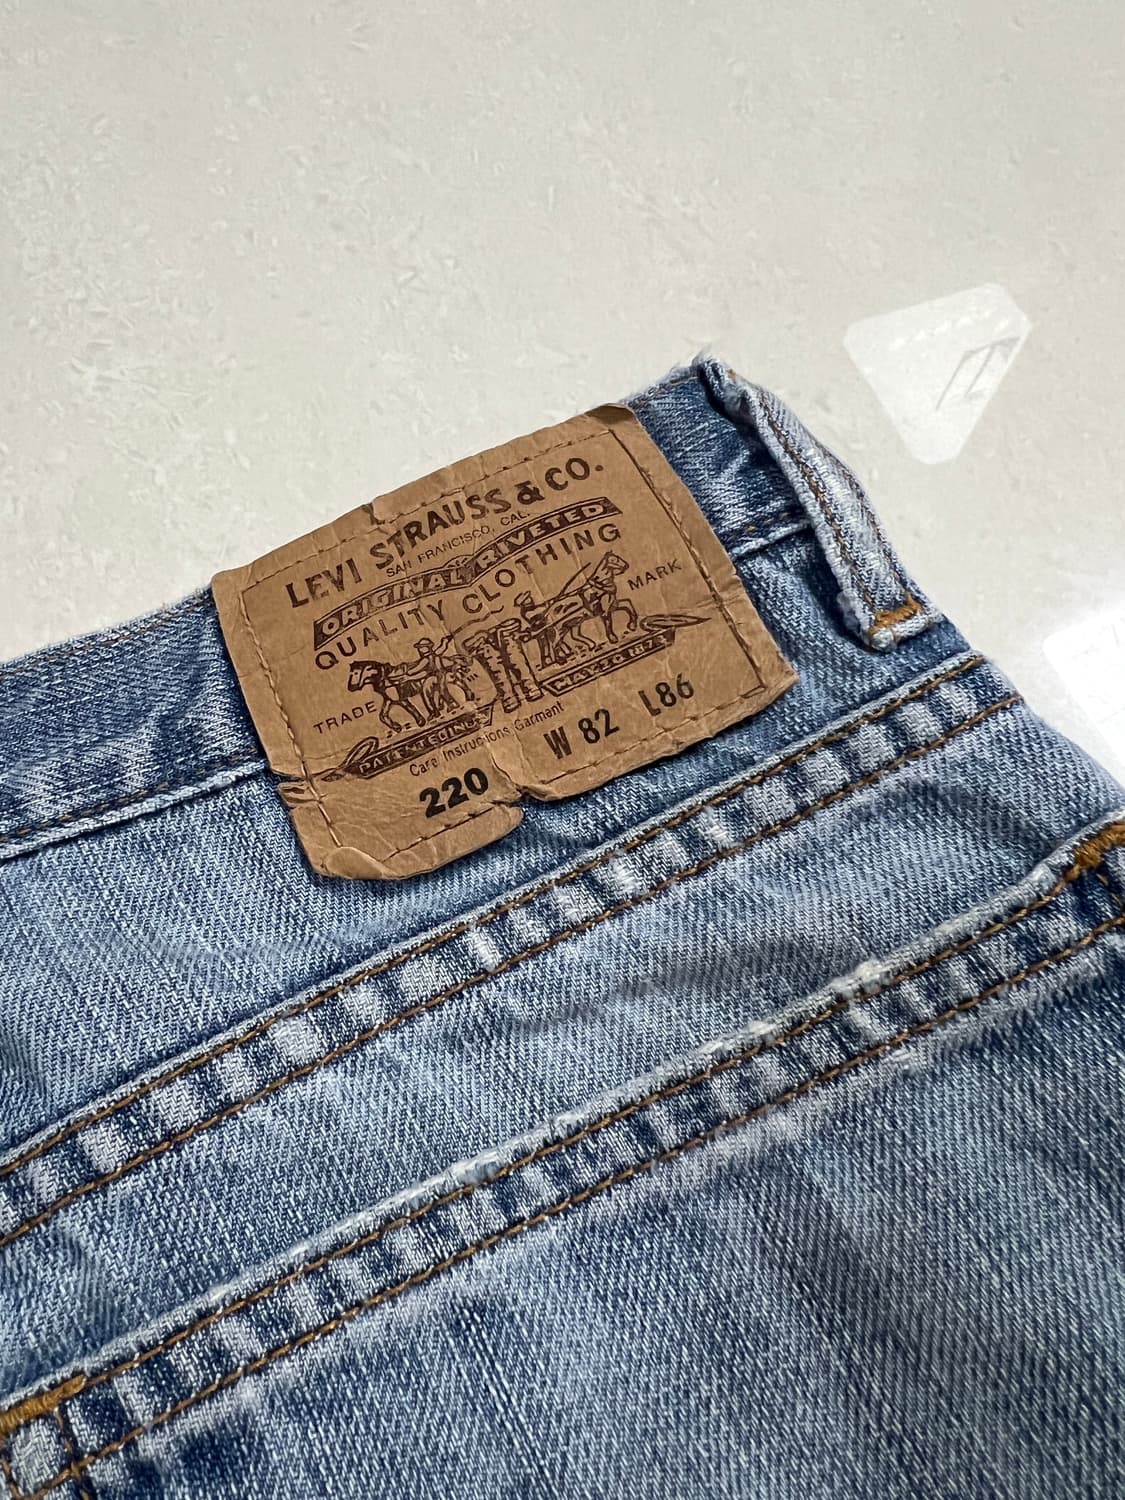 LEVI STRAUSS & CO.
SAN FRANCISCO, CAL.
ORIGINAL RIVETED
QUALITY CLOTHING
TRADE MARK
PATENTED IN U.S. MAY 20 1873
Care Instructions Garment
220 W 82 L86